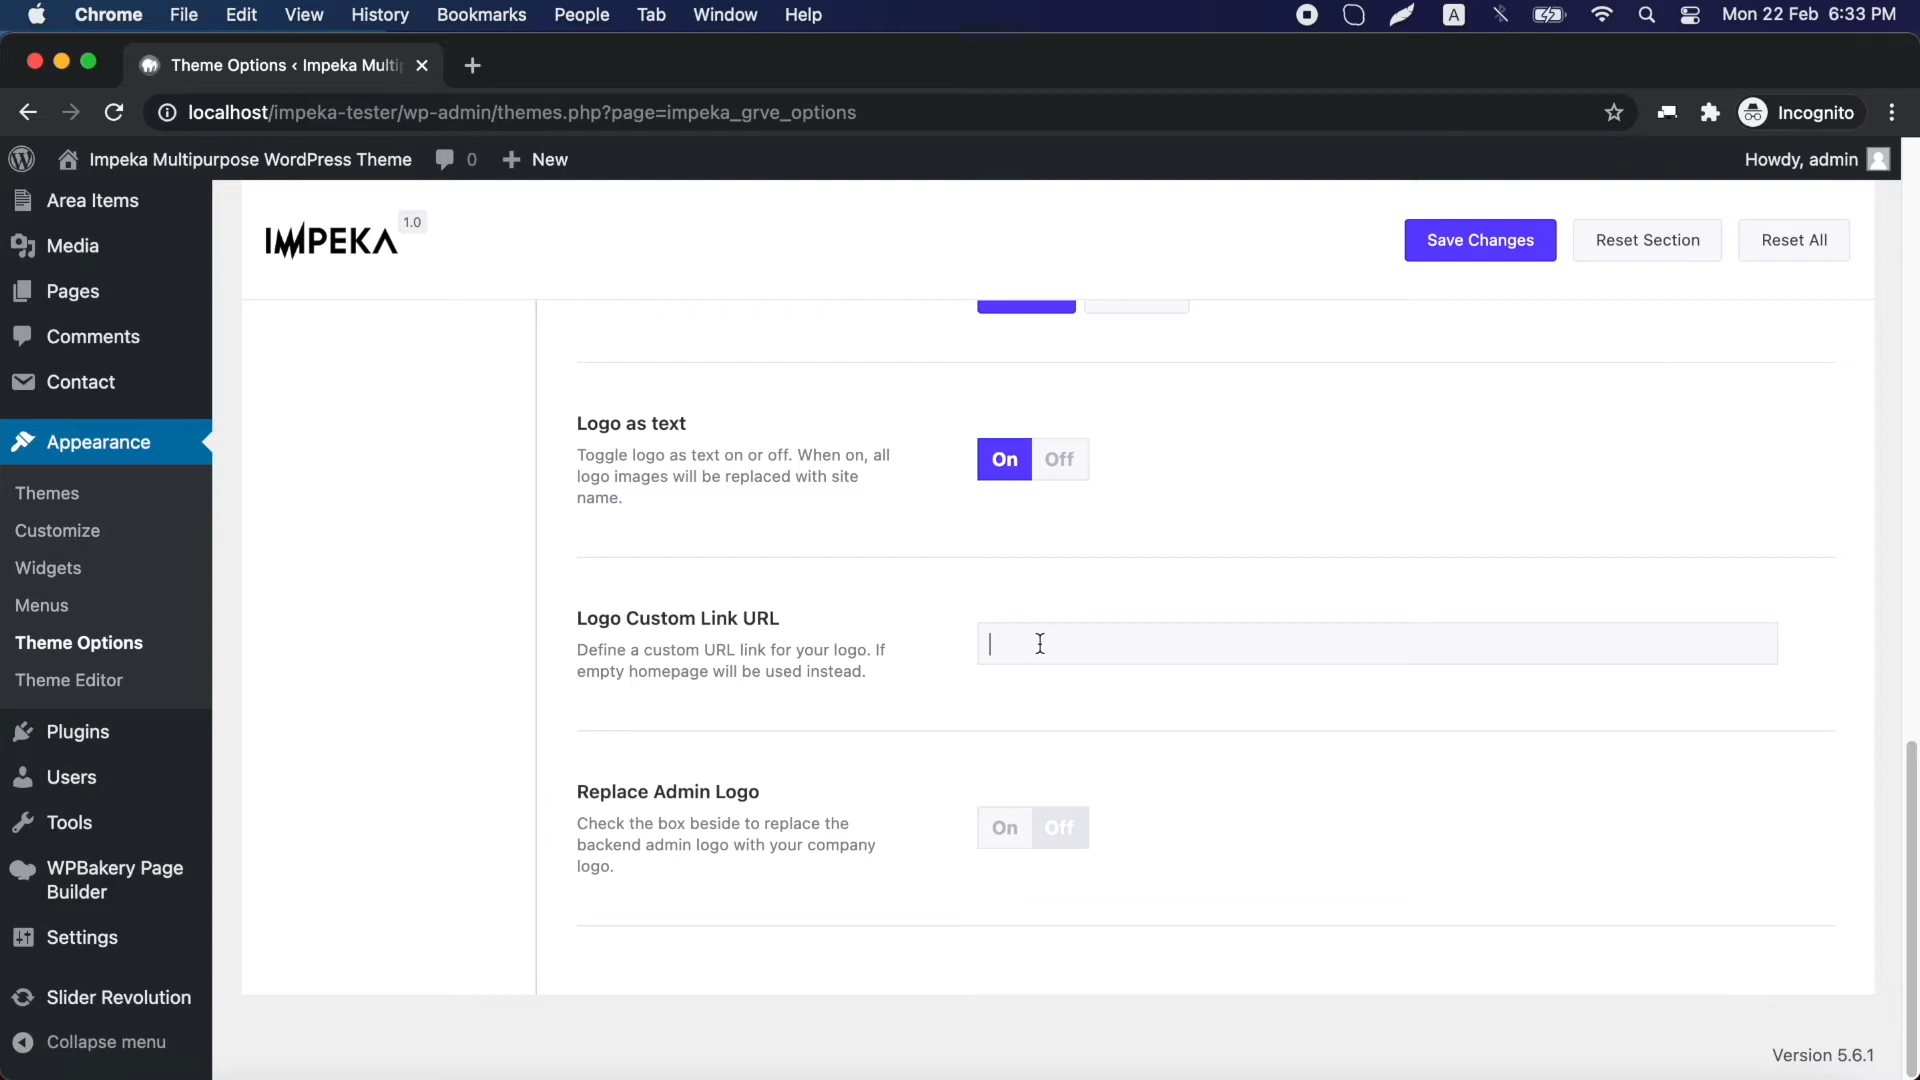 Chrome File Edit View History Bookmarks People Tab Window Help A Mon 22 Feb 6:33 PM
Theme Options ‹ Impeka Multi
localhost/impeka-tester/wp-admin/themes.php?page=impeka_grve_options Incognito
Impeka Multipurpose WordPress Theme 0 New Howdy, admin
Area Items
Media
Pages
Comments
Contact
Appearance
Themes
Customize
Widgets
Menus
Theme Options
Theme Editor
Plugins
Users
Tools
WPBakery Page
Builder
Settings
Slider Revolution
Collapse menu
IMPEKA 1.0
Save Changes Reset Section Reset All
Logo as text
Toggle logo as text on or off. When on, all
logo images will be replaced with site
name.
On Off
Logo Custom Link URL
Define a custom URL link for your logo. If
empty homepage will be used instead.
Replace Admin Logo
Check the box beside to replace the
backend admin logo with your company
logo.
On Off
Version 5.6.1